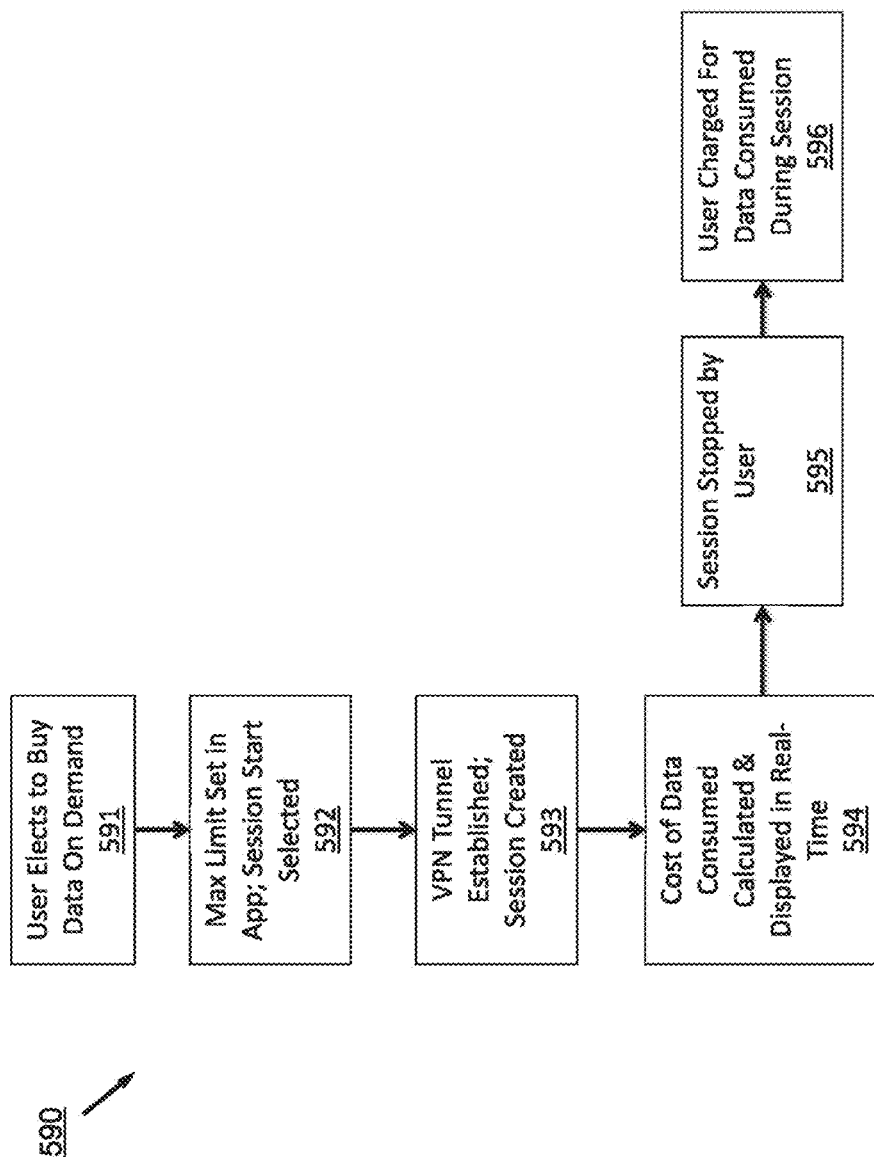 590
User Elects to Buy
Data On Demand
591
Max Limit Set in
App; Session Start
Selected
592
VPN Tunnel
Established;
Session Created
593
Cost of Data
Consumed
Calculated &
Displayed in Real-
Time
594
Session Stopped by
User
595
User Charged For
Data Consumed
During Session
596